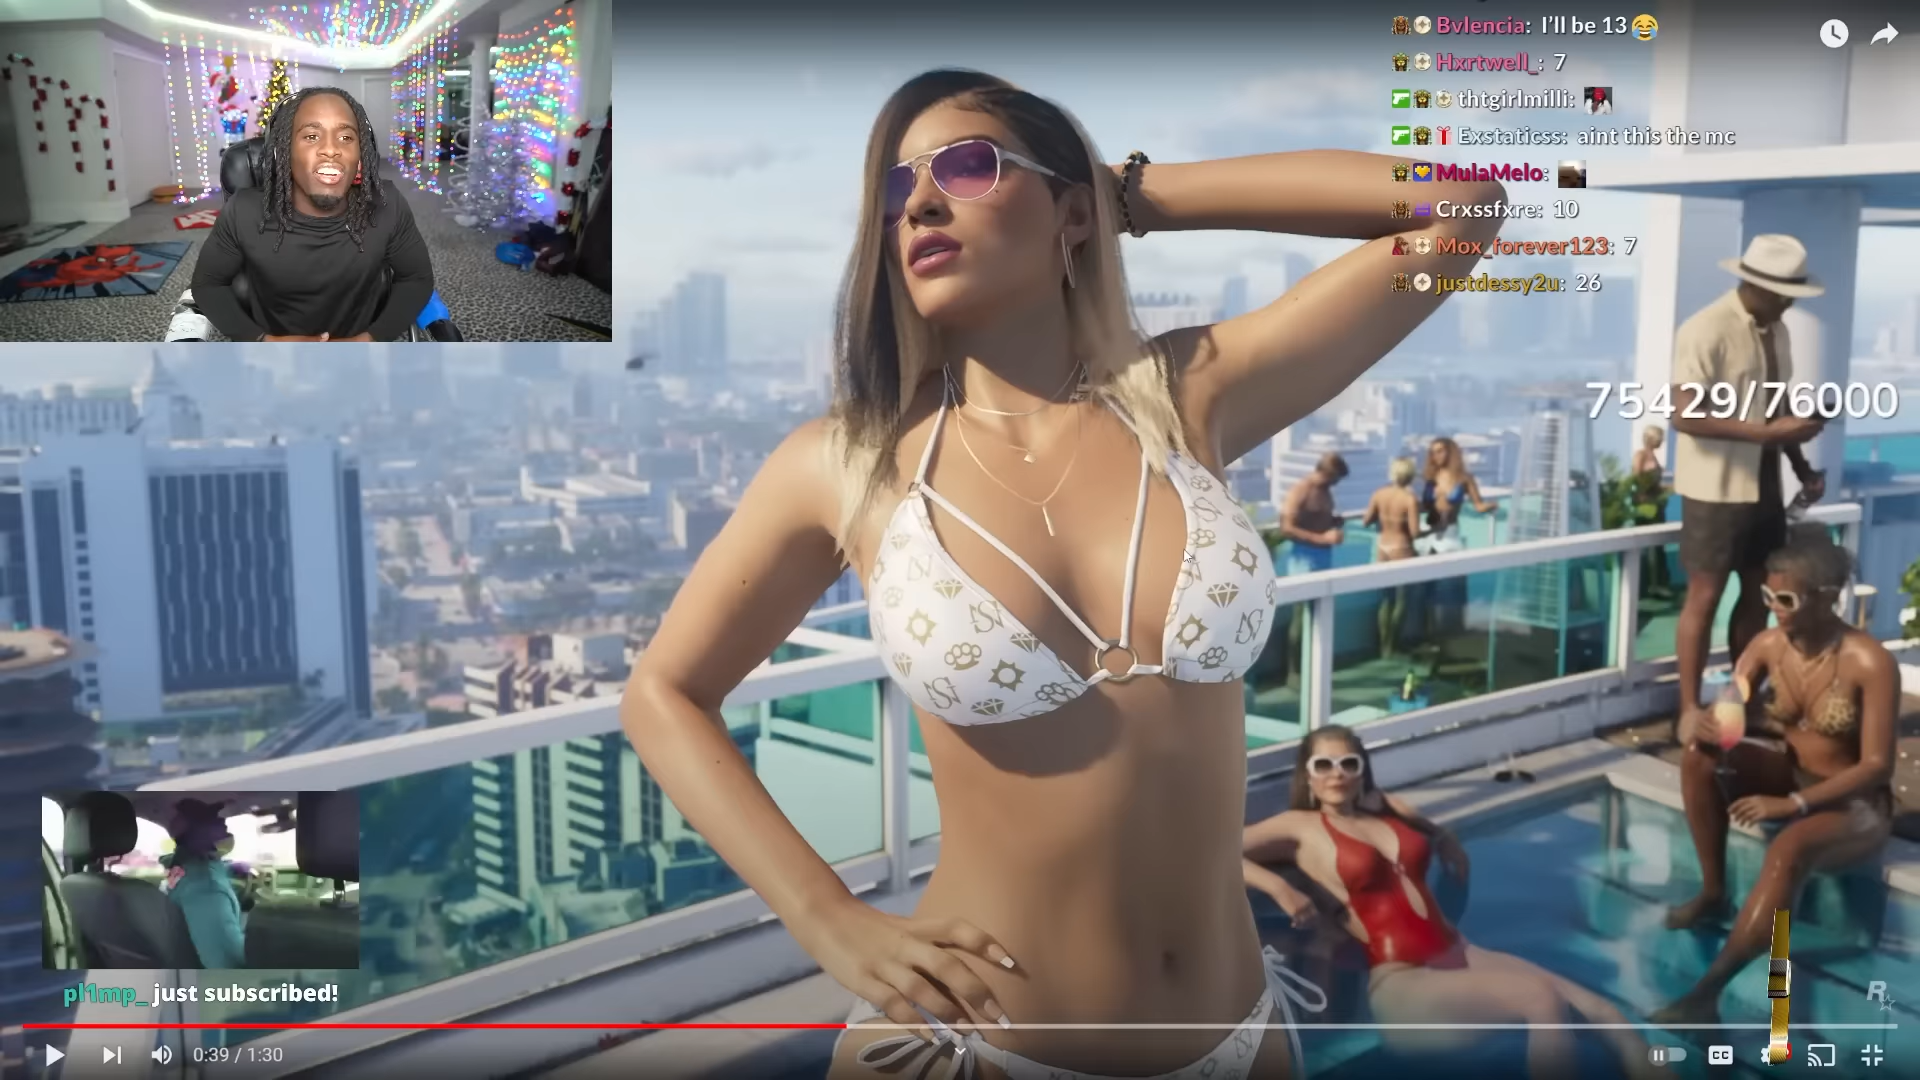 Bvlencia: I'll be 13😂
Hxrtwell_: 7
thtgirlmilli:
Exstaticss: aint this the mc
MulaMelo:
Crxssfxre: 10
Mox_forever123: 7
justdessy2u: 26
75429/76000
pl1mp_ just subscribed!
0:39 / 1:30
CC
R